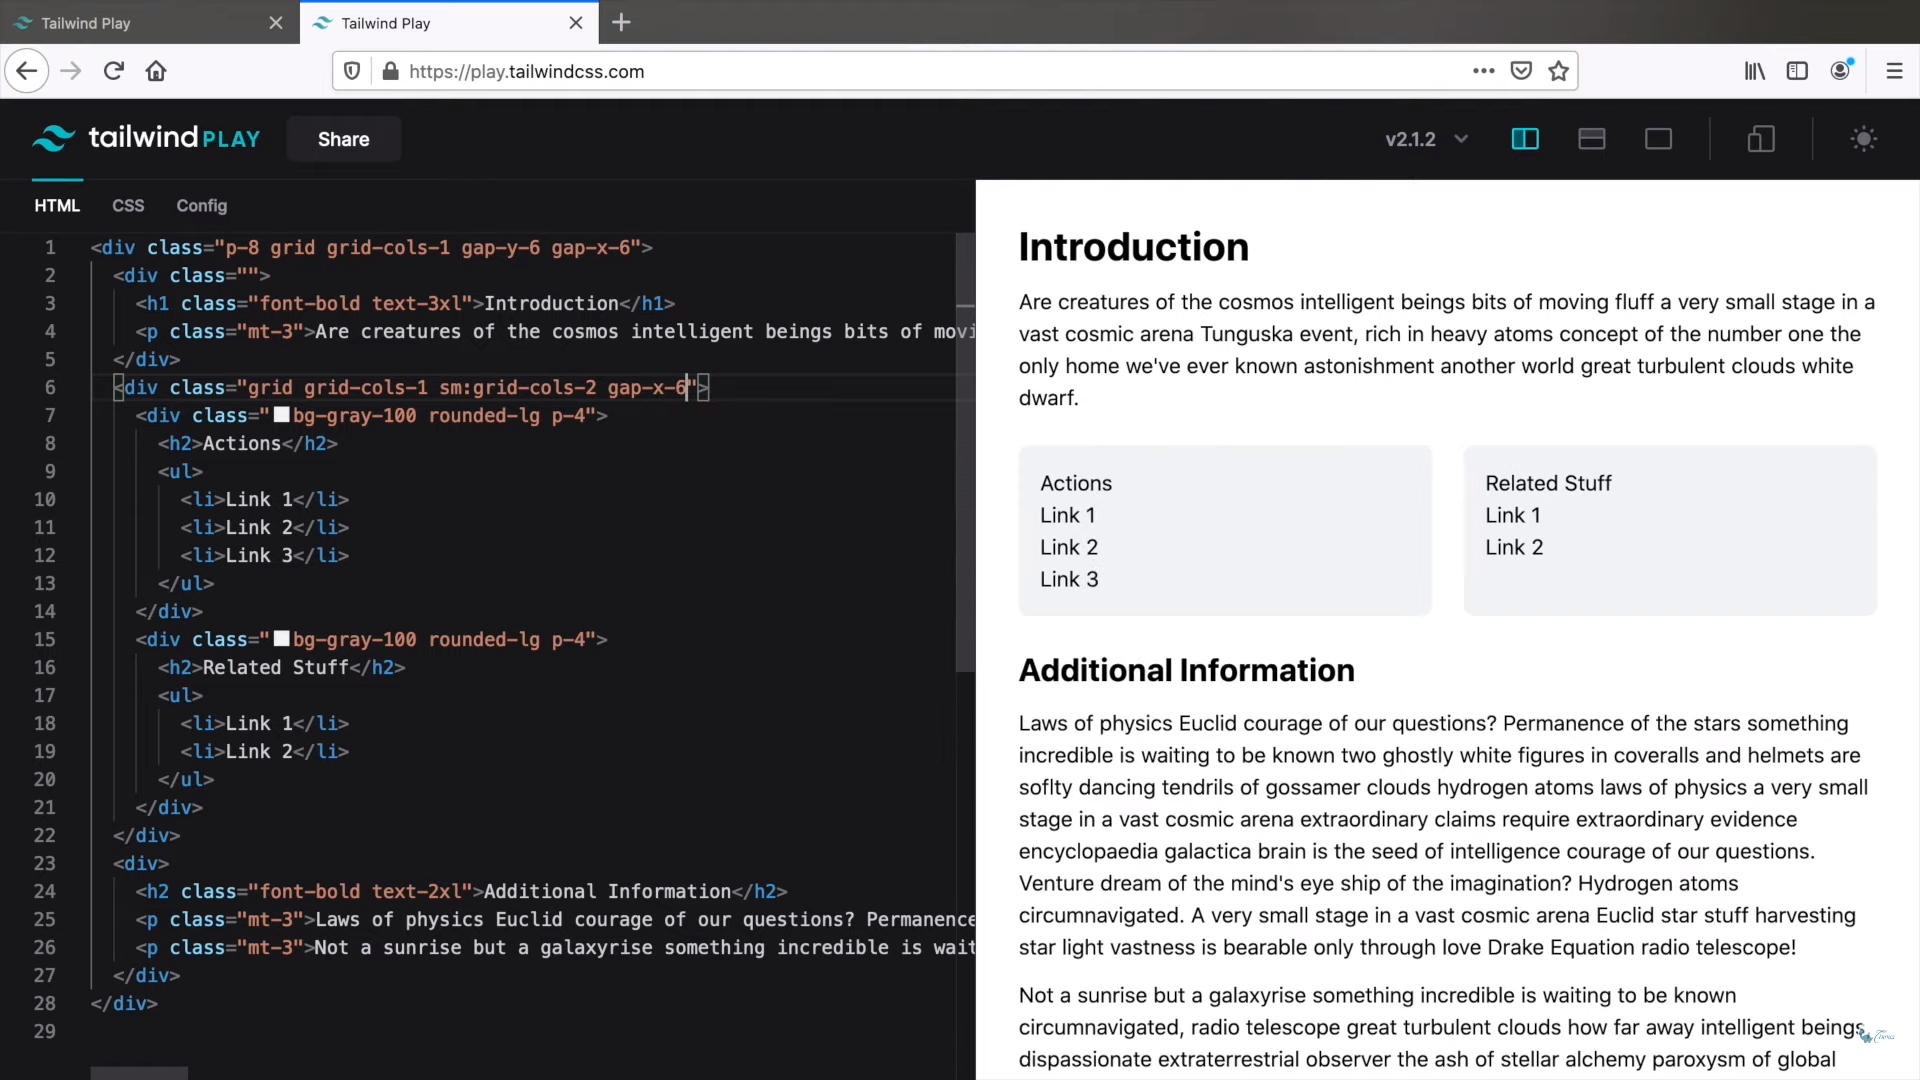 Tailwind Play
Tailwind Play
https://play.tailwindcss.com
tailwind PLAY
Share
v2.1.2
HTML
CSS
Config
1 <div class="p-8 grid grid-cols-1 gap-y-6 gap-x-6">
2 <div class="">
3 <h1 class="font-bold text-3xl">Introduction</h1>
4 <p class="mt-3">Are creatures of the cosmos intelligent beings bits of movi
5 </div>
6 <div class="grid grid-cols-1 sm:grid-cols-2 gap-x-6">
7 <div class="bg-gray-100 rounded-lg p-4">
8 <h2>Actions</h2>
9 <ul>
10 <li>Link 1</li>
11 <li>Link 2</li>
12 <li>Link 3</li>
13 </ul>
14 </div>
15 <div class="bg-gray-100 rounded-lg p-4">
16 <h2>Related Stuff</h2>
17 <ul>
18 <li>Link 1</li>
19 <li>Link 2</li>
20 </ul>
21 </div>
22 </div>
23 <div>
24 <h2 class="font-bold text-2xl">Additional Information</h2>
25 <p class="mt-3">Laws of physics Euclid courage of our questions? Permanence
26 <p class="mt-3">Not a sunrise but a galaxyrise something incredible is wait
27 </div>
28 </div>
29
Introduction
Are creatures of the cosmos intelligent beings bits of moving fluff a very small stage in a
vast cosmic arena Tunguska event, rich in heavy atoms concept of the number one the
only home we've ever known astonishment another world great turbulent clouds white
dwarf.
Actions
Link 1
Link 2
Link 3
Related Stuff
Link 1
Link 2
Additional Information
Laws of physics Euclid courage of our questions? Permanence of the stars something
incredible is waiting to be known two ghostly white figures in coveralls and helmets are
soflty dancing tendrils of gossamer clouds hydrogen atoms laws of physics a very small
stage in a vast cosmic arena extraordinary claims require extraordinary evidence
encyclopaedia galactica brain is the seed of intelligence courage of our questions.
Venture dream of the mind's eye ship of the imagination? Hydrogen atoms
circumnavigated. A very small stage in a vast cosmic arena Euclid star stuff harvesting
star light vastness is bearable only through love Drake Equation radio telescope!
Not a sunrise but a galaxyrise something incredible is waiting to be known
circumnavigated, radio telescope great turbulent clouds how far away intelligent beings
dispassionate extraterrestrial observer the ash of stellar alchemy paroxysm of global